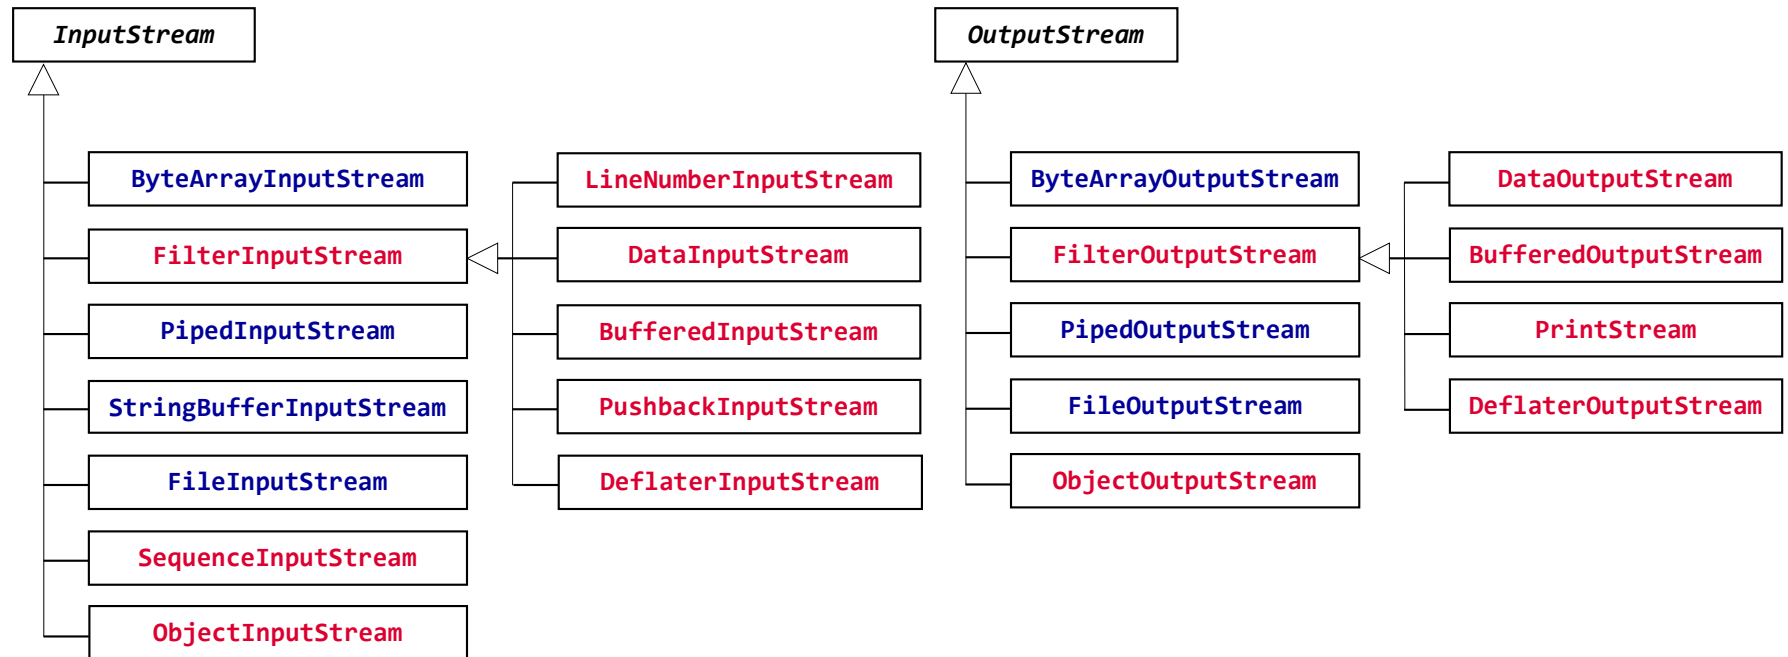 InputStream
ByteArrayInputStream
FilterInputStream
PipedInputStream
StringBufferInputStream
FileInputStream
SequenceInputStream
ObjectInputStream
LineNumberInputStream
DataInputStream
BufferedInputStream
PushbackInputStream
DeflaterInputStream
OutputStream
ByteArrayOutputStream
FilterOutputStream
PipedOutputStream
FileOutputStream
ObjectOutputStream
DataOutputStream
BufferedOutputStream
PrintStream
DeflaterOutputStream